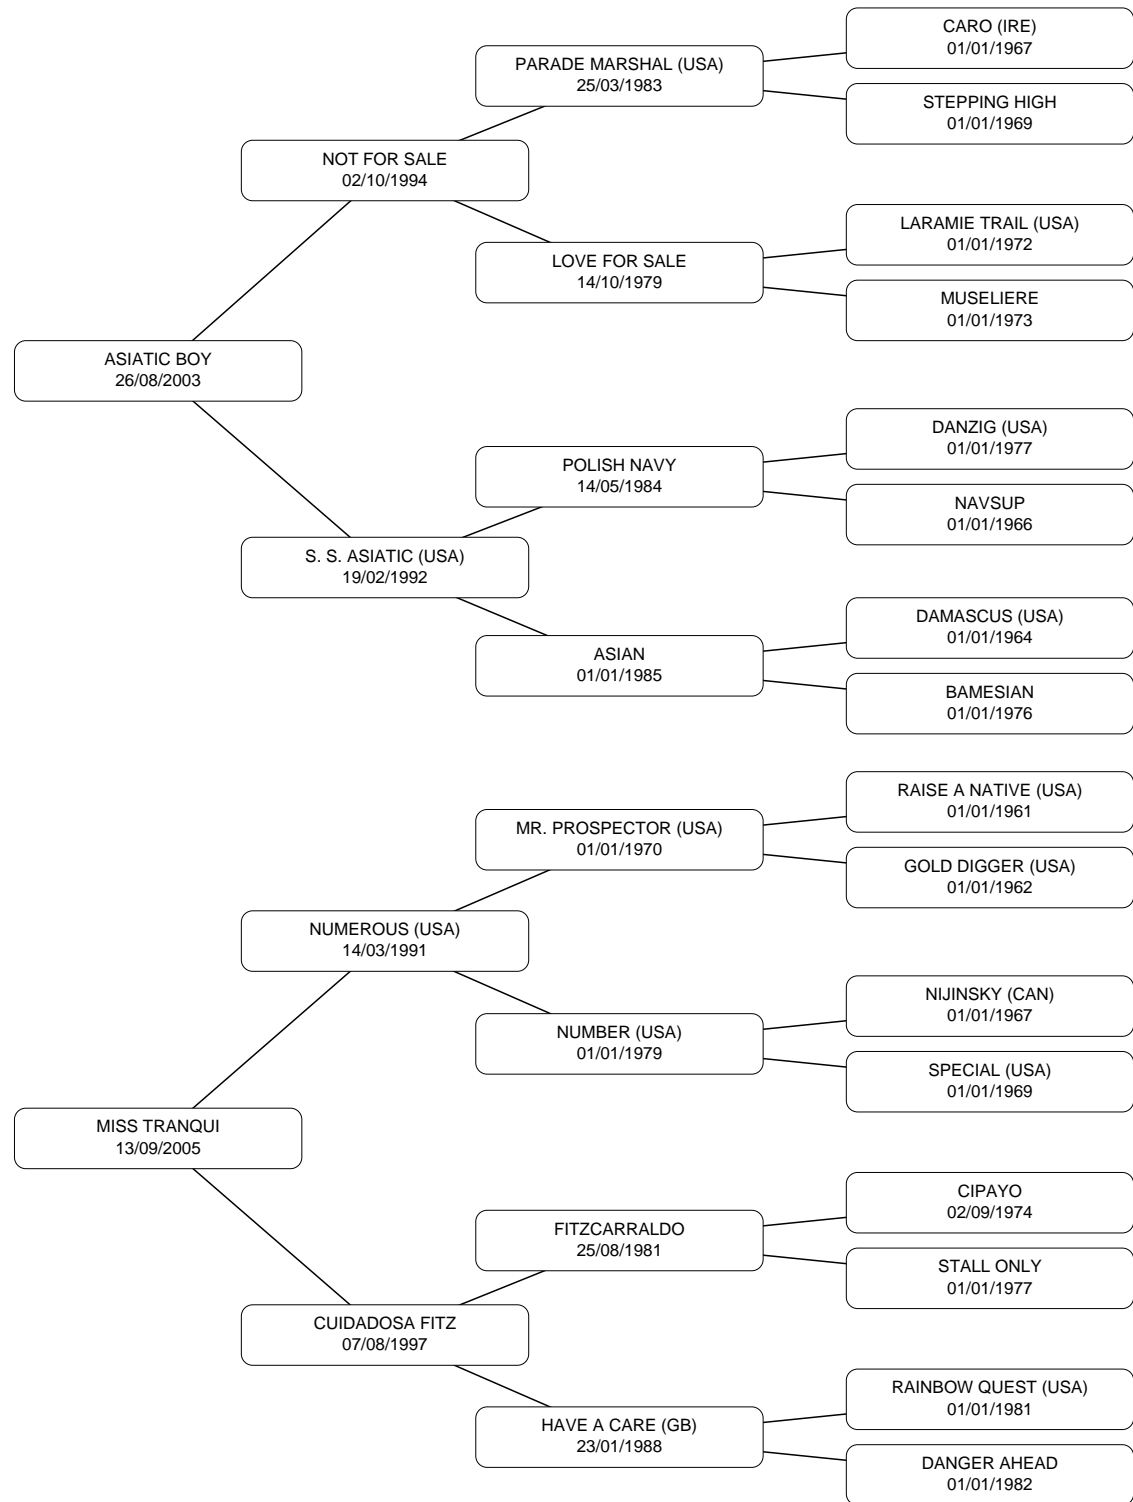 CARO (IRE)
01/01/1967
PARADE MARSHAL (USA)
25/03/1983
STEPPING HIGH
01/01/1969
NOT FOR SALE
02/10/1994
LARAMIE TRAIL (USA)
01/01/1972
LOVE FOR SALE
14/10/1979
MUSELIERE
01/01/1973
ASIATIC BOY
26/08/2003
DANZIG (USA)
01/01/1977
POLISH NAVY
14/05/1984
NAVSUP
01/01/1966
S. S. ASIATIC (USA)
19/02/1992
DAMASCUS (USA)
01/01/1964
ASIAN
01/01/1985
BAMESIAN
01/01/1976
RAISE A NATIVE (USA)
01/01/1961
MR. PROSPECTOR (USA)
01/01/1970
GOLD DIGGER (USA)
01/01/1962
NUMEROUS (USA)
14/03/1991
NIJINSKY (CAN)
01/01/1967
NUMBER (USA)
01/01/1979
SPECIAL (USA)
01/01/1969
MISS TRANQUI
13/09/2005
CIPAYO
02/09/1974
FITZCARRALDO
25/08/1981
STALL ONLY
01/01/1977
CUIDADOSA FITZ
07/08/1997
RAINBOW QUEST (USA)
01/01/1981
HAVE A CARE (GB)
23/01/1988
DANGER AHEAD
01/01/1982